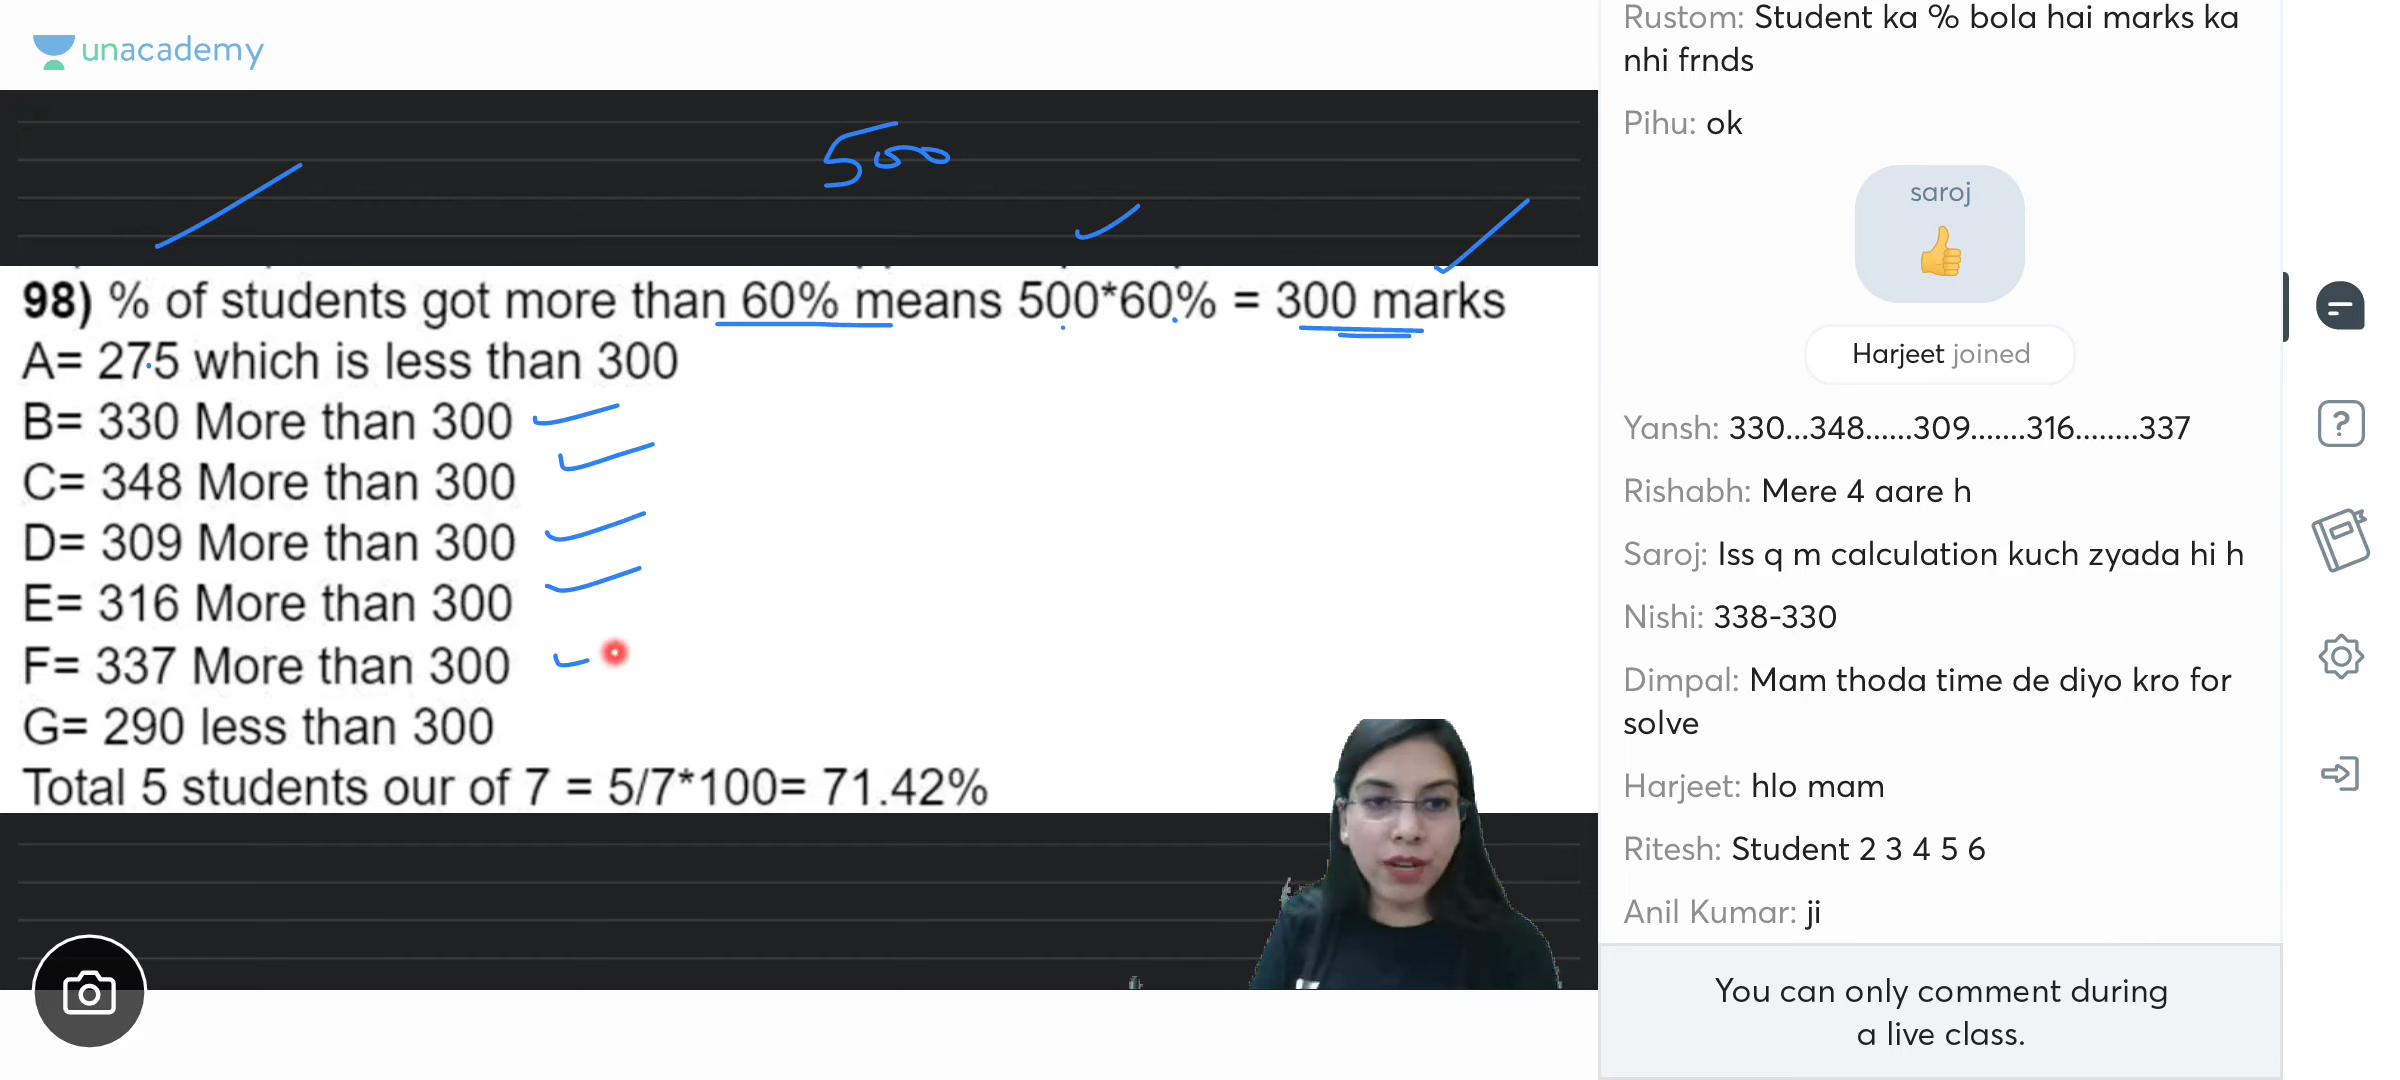 unacademy
500
98) % of students got more than 60% means 500*60% = 300 marks
A= 275 which is less than 300
B= 330 More than 300
C= 348 More than 300
D= 309 More than 300
E= 316 More than 300
F= 337 More than 300
G= 290 less than 300
Total 5 students our of 7 = 5/7*100= 71.42%
Rustom: Student ka % bola hai marks ka
nhi frnds
Pihu: ok
saroj
Harjeet joined
Yansh: 330...348......309.......316........337
Rishabh: Mere 4 aare h
Saroj: Iss q m calculation kuch zyada hi h
Nishi: 338-330
Dimpal: Mam thoda time de diyo kro for
solve
Harjeet: hlo mam
Ritesh: Student 2 3 4 5 6
Anil Kumar: ji
You can only comment during
a live class.